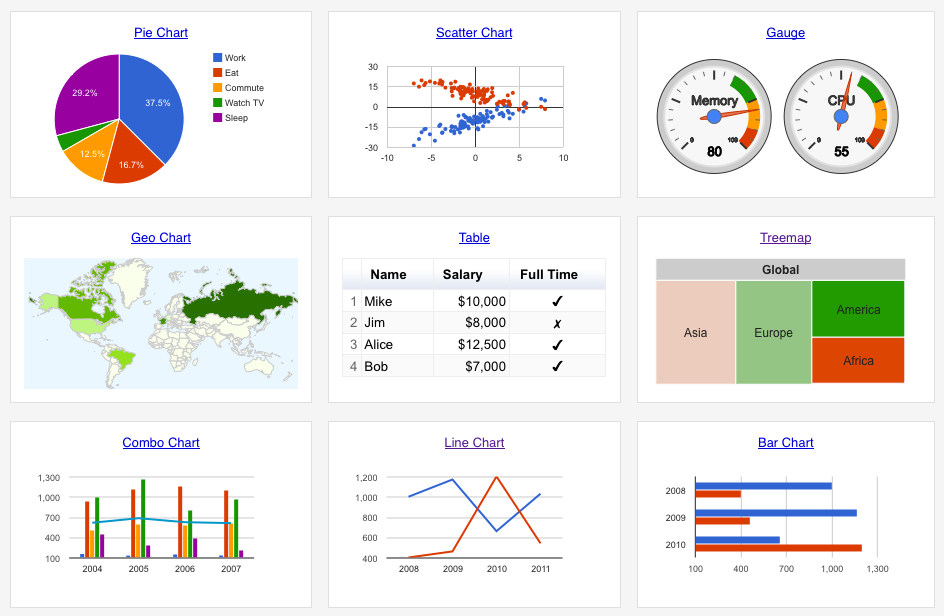 Pie Chart
Work
Eat
Commute
Watch TV
Sleep
29.2%
37.5%
12.5%
16.7%
Scatter Chart
30
15
0
-15
-30
-10 -5 0 5 10
Gauge
Memory
0 100
80
CPU
0 100
55
Geo Chart
Table
Name Salary Full Time
1 Mike $10,000 ✔
2 Jim $8,000 ✗
3 Alice $12,500 ✔
4 Bob $7,000 ✔
Treemap
Global
Asia
Europe
America
Africa
Combo Chart
1,300
1,000
700
400
100
2004 2005 2006 2007
Line Chart
1,200
1,000
800
600
400
2008 2009 2010 2011
Bar Chart
2008
2009
2010
100 400 700 1,000 1,300